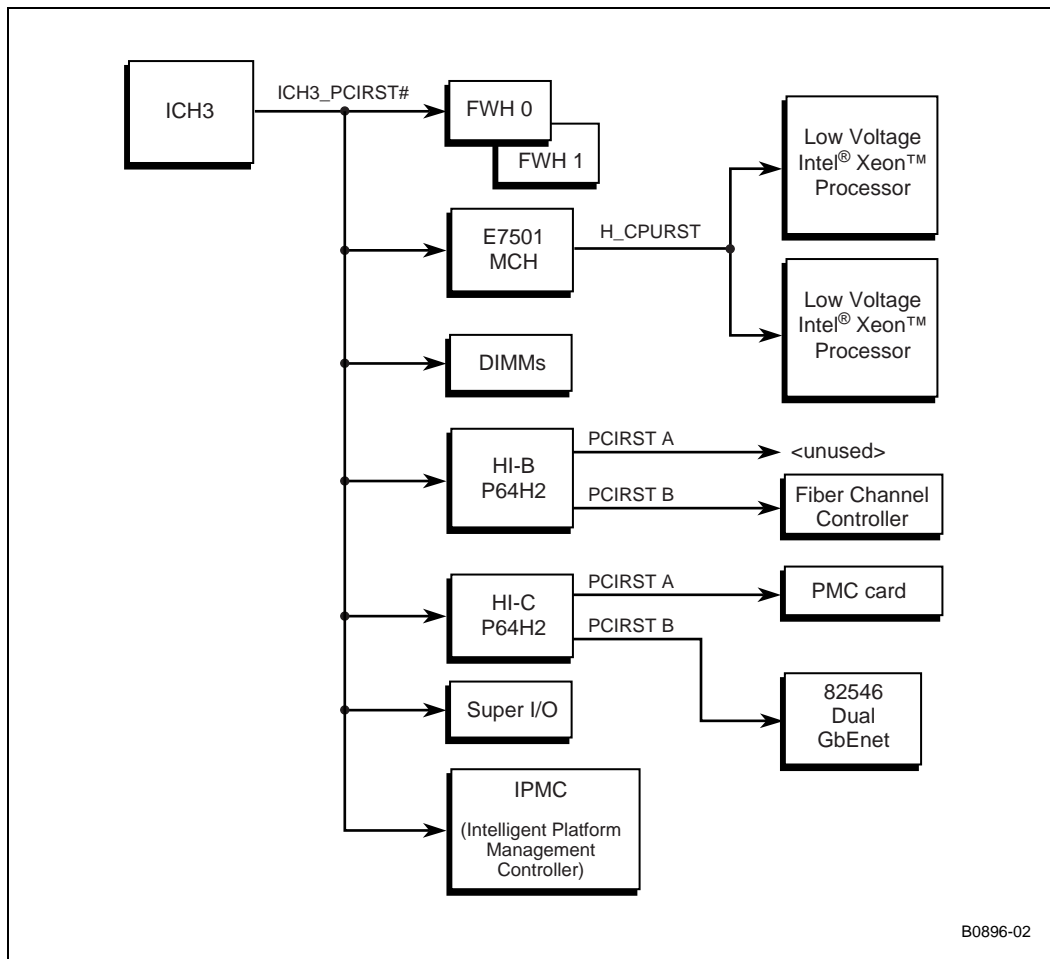 ICH3
ICH3_PCIRST#
FWH 0
FWH 1
Low Voltage
Intel® Xeon™
Processor
E7501
MCH
H_CPURST
Low Voltage
Intel® Xeon™
Processor
DIMMs
HI-B
P64H2
PCIRST A
<unused>
PCIRST B
Fiber Channel
Controller
HI-C
P64H2
PCIRST A
PMC card
PCIRST B
82546
Dual
GbEnet
Super I/O
IPMC
(Intelligent Platform
Management
Controller)
B0896-02